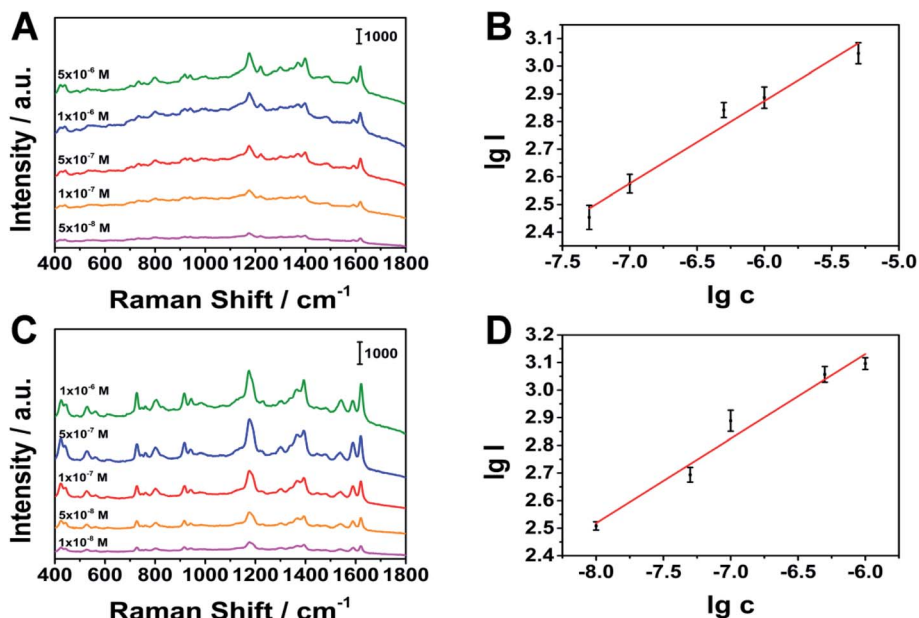 A
1000
5x10⁻⁶ M
1x10⁻⁶ M
5x10⁻⁷ M
1x10⁻⁷ M
5x10⁻⁸ M
Intensity / a.u.
400 600 800 1000 1200 1400 1600 1800
Raman Shift / cm⁻¹
B
3.1
3.0
2.9
2.8
2.7
2.6
2.5
2.4
lg I
-7.5 -7.0 -6.5 -6.0 -5.5 -5.0
lg c
C
1000
1x10⁻⁶ M
5x10⁻⁷ M
1x10⁻⁷ M
5x10⁻⁸ M
1x10⁻⁸ M
Intensity / a.u.
400 600 800 1000 1200 1400 1600 1800
Raman Shift / cm⁻¹
D
3.2
3.1
3.0
2.9
2.8
2.7
2.6
2.5
2.4
lg I
-8.0 -7.5 -7.0 -6.5 -6.0
lg c